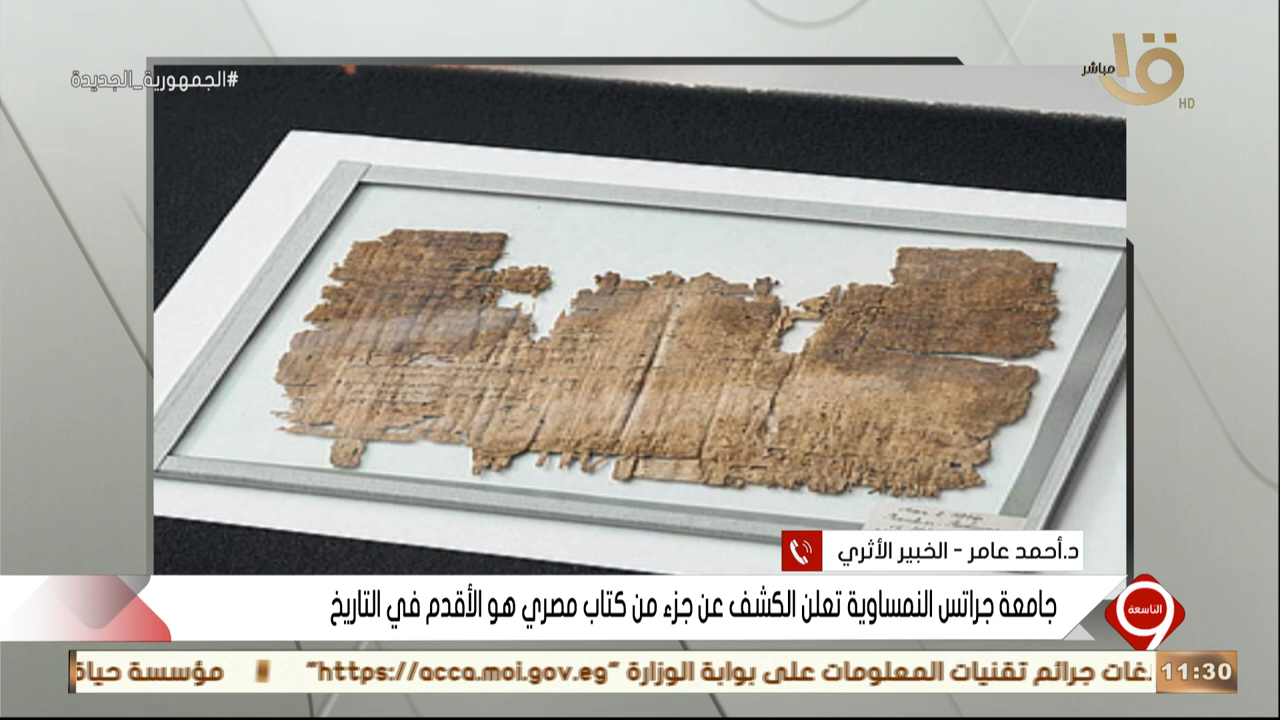 #الجمهورية_الجديدة
مباشر
HD
د.أحمد عامر - الخبير الأثري
التاسعة
جامعة جراتس النمساوية تعلن الكشف عن جزء من كتاب مصري هو الأقدم في التاريخ
11:30
غات جرائم تقنيات المعلومات على بوابة الوزارة "https://acca.moi.gov.eg" مؤسسة حياة